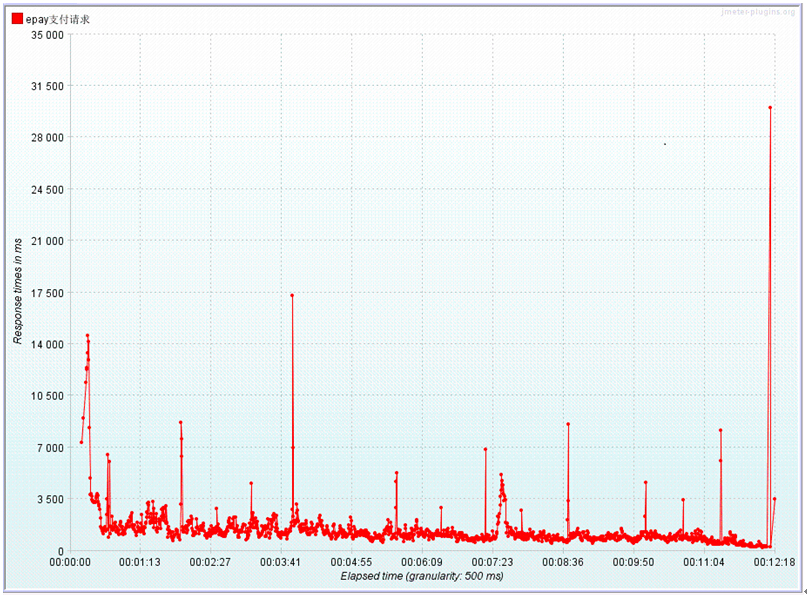 epay支付请求
jmeter-plugins.org
35 000
31 500
28 000
24 500
21 000
17 500
14 000
10 500
7 000
3 500
0
Response times in ms
00:00:00 00:01:13 00:02:27 00:03:41 00:04:55 00:06:09 00:07:23 00:08:36 00:09:50 00:11:04 00:12:18
Elapsed time (granularity: 500 ms)